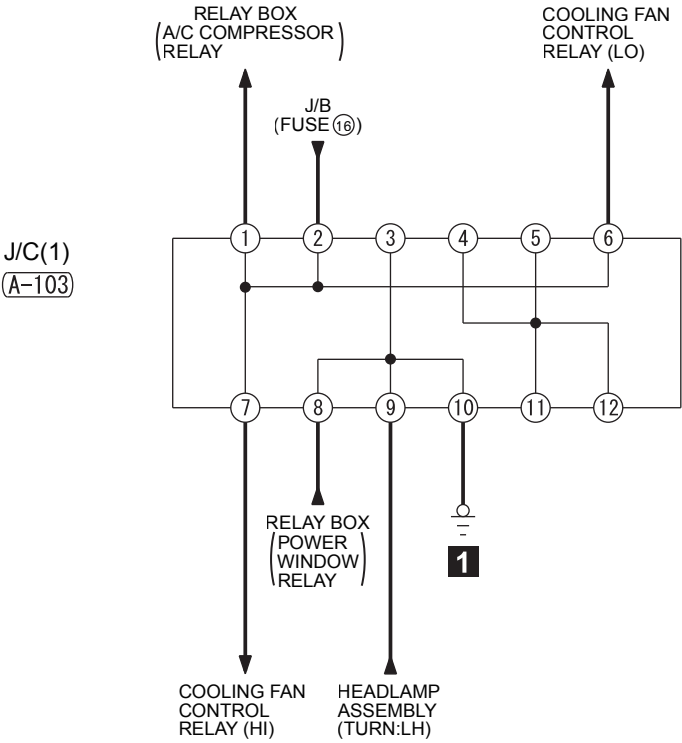 RELAY BOX
(A/C COMPRESSOR
RELAY)
COOLING FAN
CONTROL
RELAY (LO)
J/B
(FUSE⑯)
J/C(1)
(A-103)
1 2 3 4 5 6
7 8 9 10 11 12
RELAY BOX
(POWER
WINDOW
RELAY)
1
COOLING FAN
CONTROL
RELAY (HI)
HEADLAMP
ASSEMBLY
(TURN:LH)